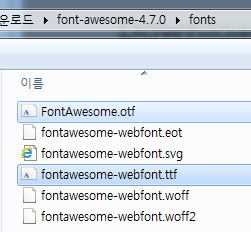 운로드 ▸ font-awesome-4.7.0 ▸ fonts
이름
FontAwesome.otf
fontawesome-webfont.eot
fontawesome-webfont.svg
fontawesome-webfont.ttf
fontawesome-webfont.woff
fontawesome-webfont.woff2